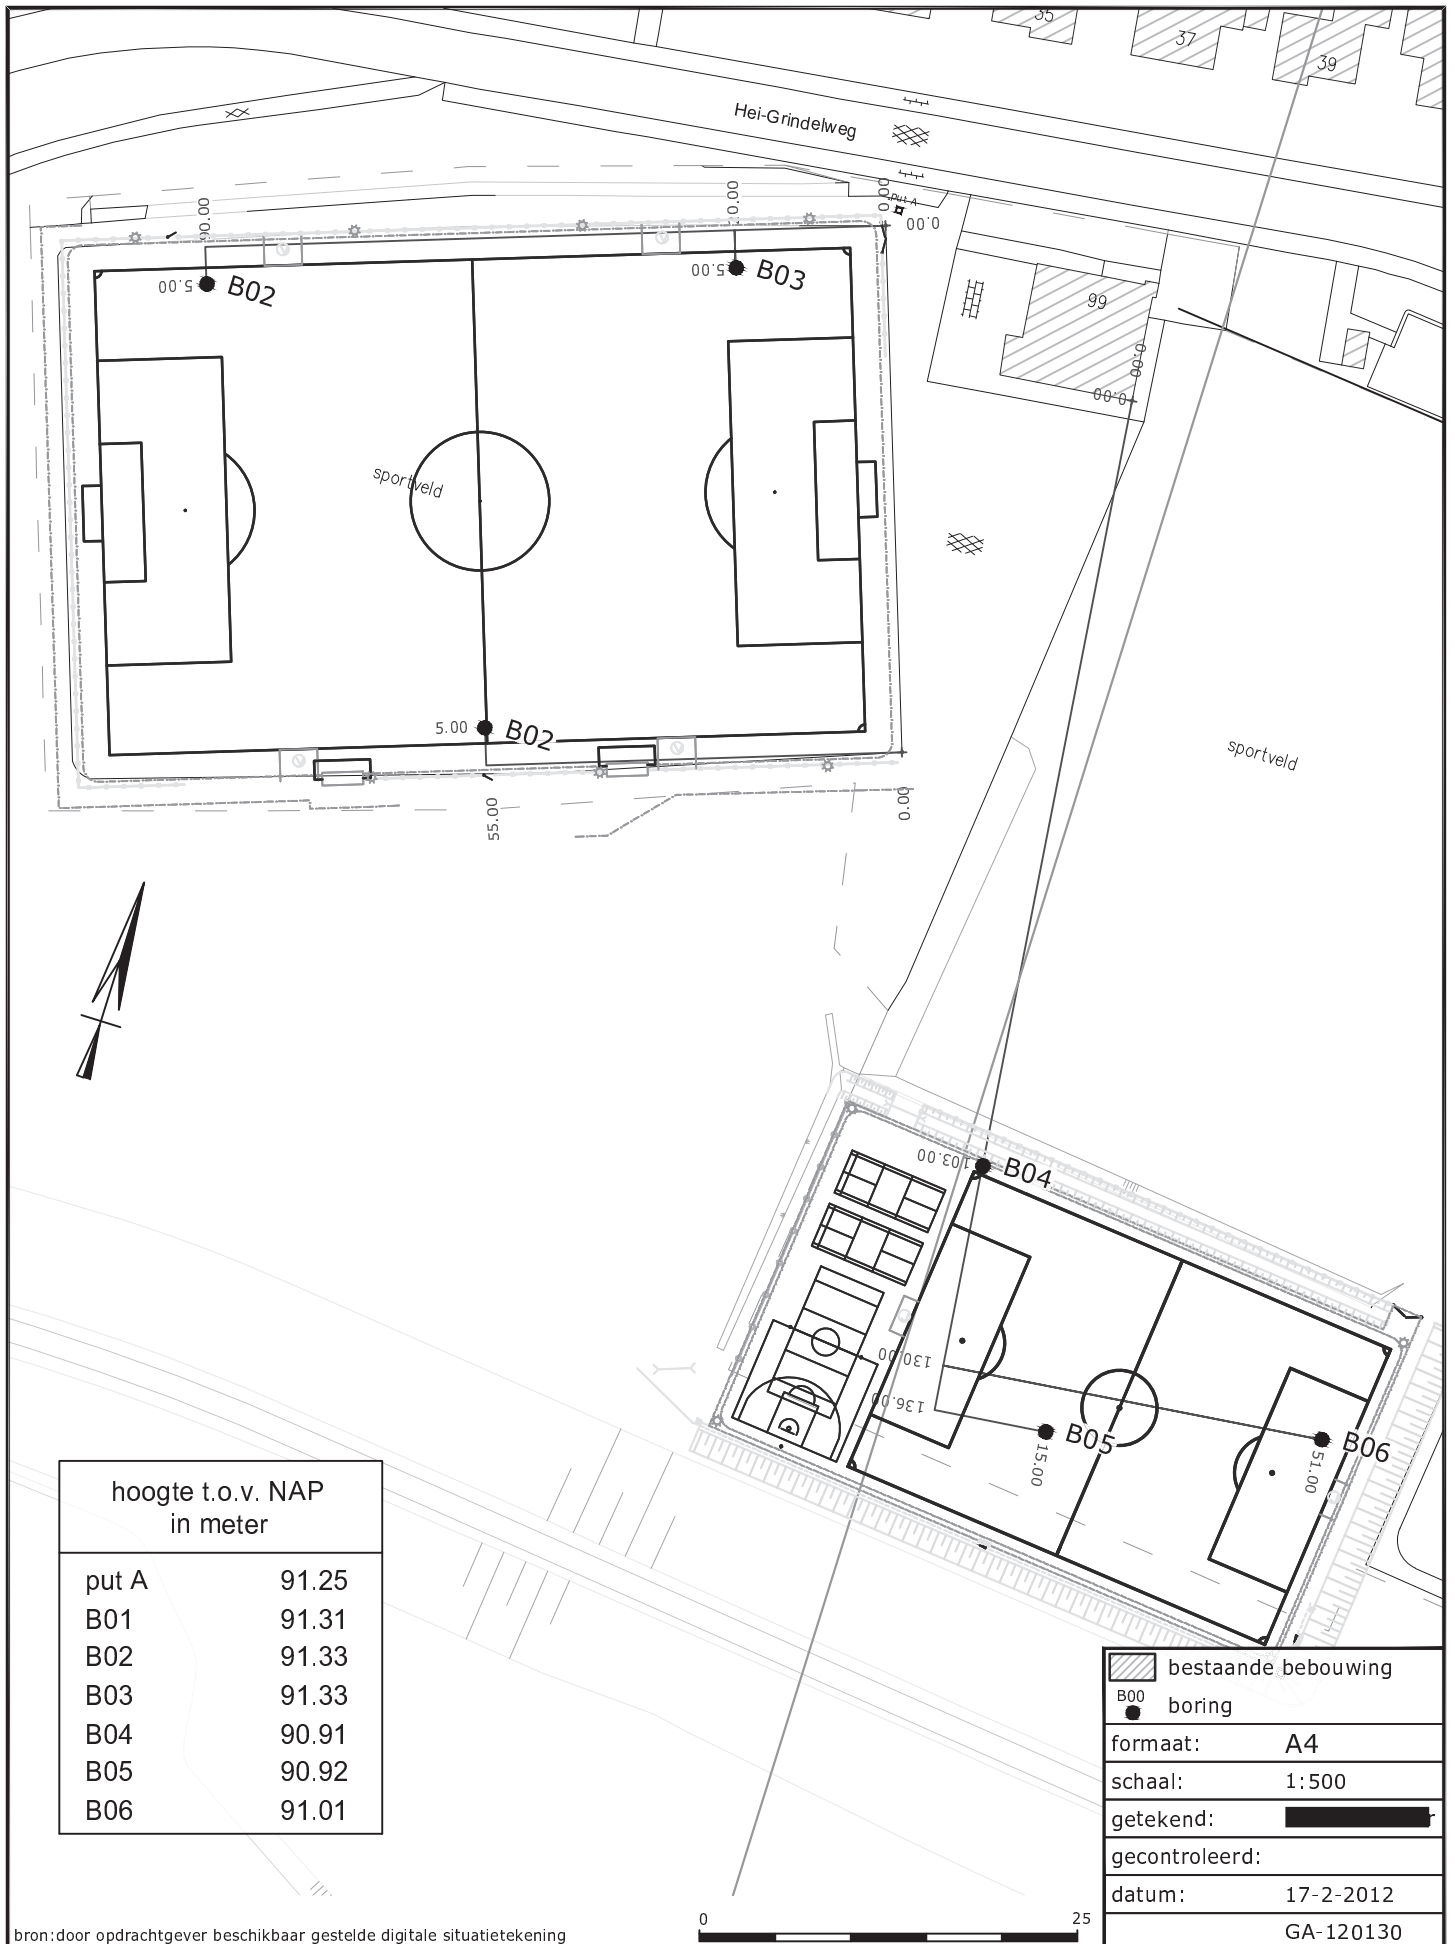 35
37
39
Hei-Grindelweg
put A
90.00
0.00
0.00
5.00
B02
5.00
B03
99
0.00
0.00
sportveld
5.00
B02
55.00
0.00
sportveld
103.00
B04
130.00
136.00
B05
15.00
B06
51.00
hoogte t.o.v. NAP
in meter
put A 91.25
B01 91.31
B02 91.33
B03 91.33
B04 90.91
B05 90.92
B06 91.01
bestaande bebouwing
B00
boring
formaat: A4
schaal: 1:500
getekend:
gecontroleerd:
datum: 17-2-2012
GA-120130
0 25
bron:door opdrachtgever beschikbaar gestelde digitale situatietekening